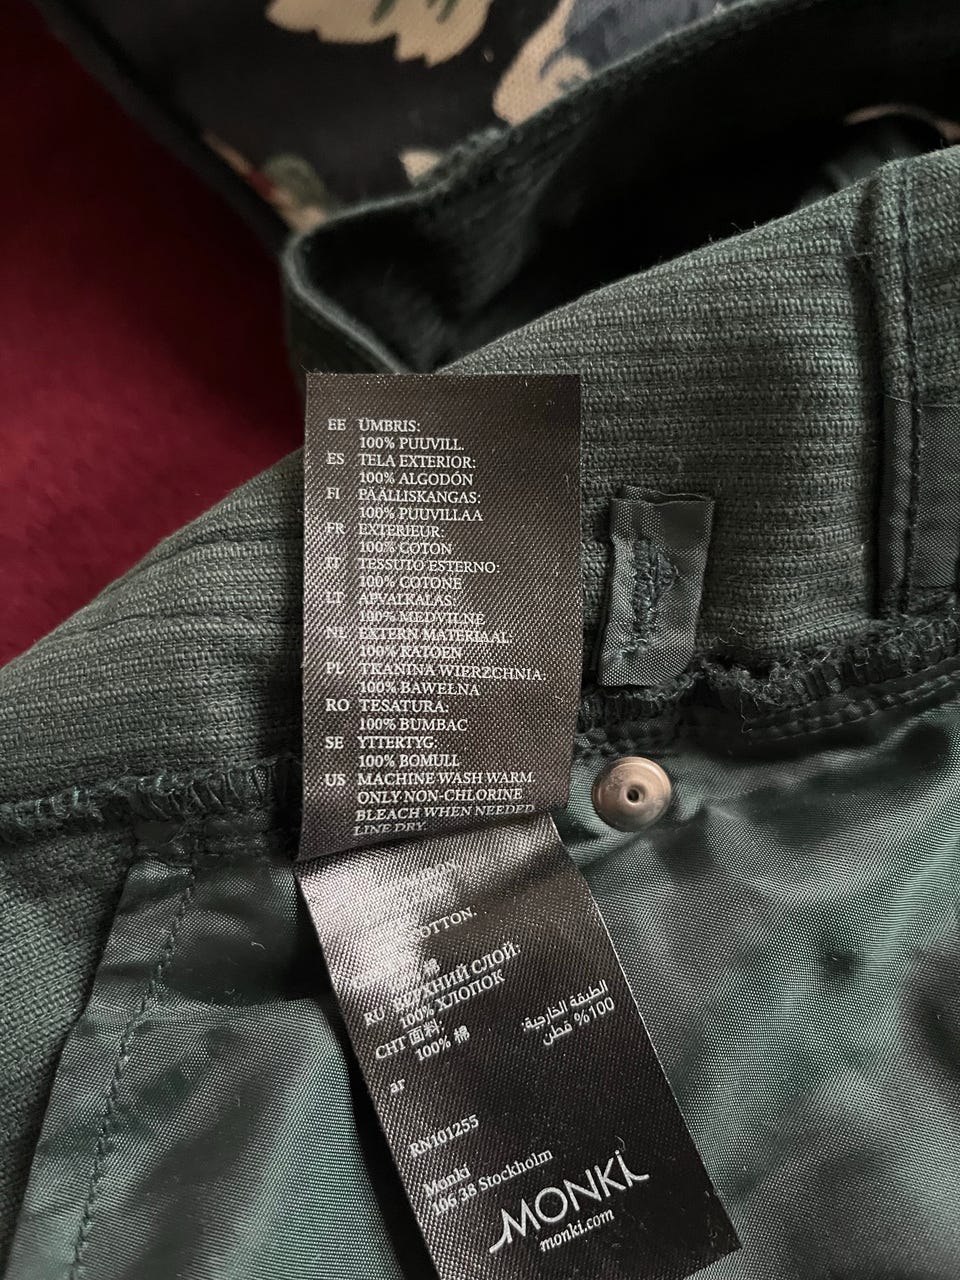 EE ÜMBRIS:
100% PUUVILL.
ES TELA EXTERIOR:
100% ALGODÓN
FI PÄÄLLISKANGAS:
100% PUUVILLAA
FR EXTERIEUR:
100% COTON
IT TESSUTO ESTERNO:
100% COTONE
LT APVALKALAS:
100% MEDVILNE
NL EXTERN MATERIAAL:
100% KATOEN
PL TKANINA WIERZCHNIA:
100% BAWEŁNA
RO TESATURA:
100% BUMBAC
SE YTTERTYG:
100% BOMULL
US MACHINE WASH WARM.
ONLY NON-CHLORINE
BLEACH WHEN NEEDED
LINE DRY.
OTTON.
棉
RU ВЕРХНИЙ СЛОЙ:
100% ХЛОПОК
CHT 面料:
100% 棉
ar
الطبقة الخارجية:
100% قطن
RN101255
Monki
106 38 Stockholm
MONKI
monki.com